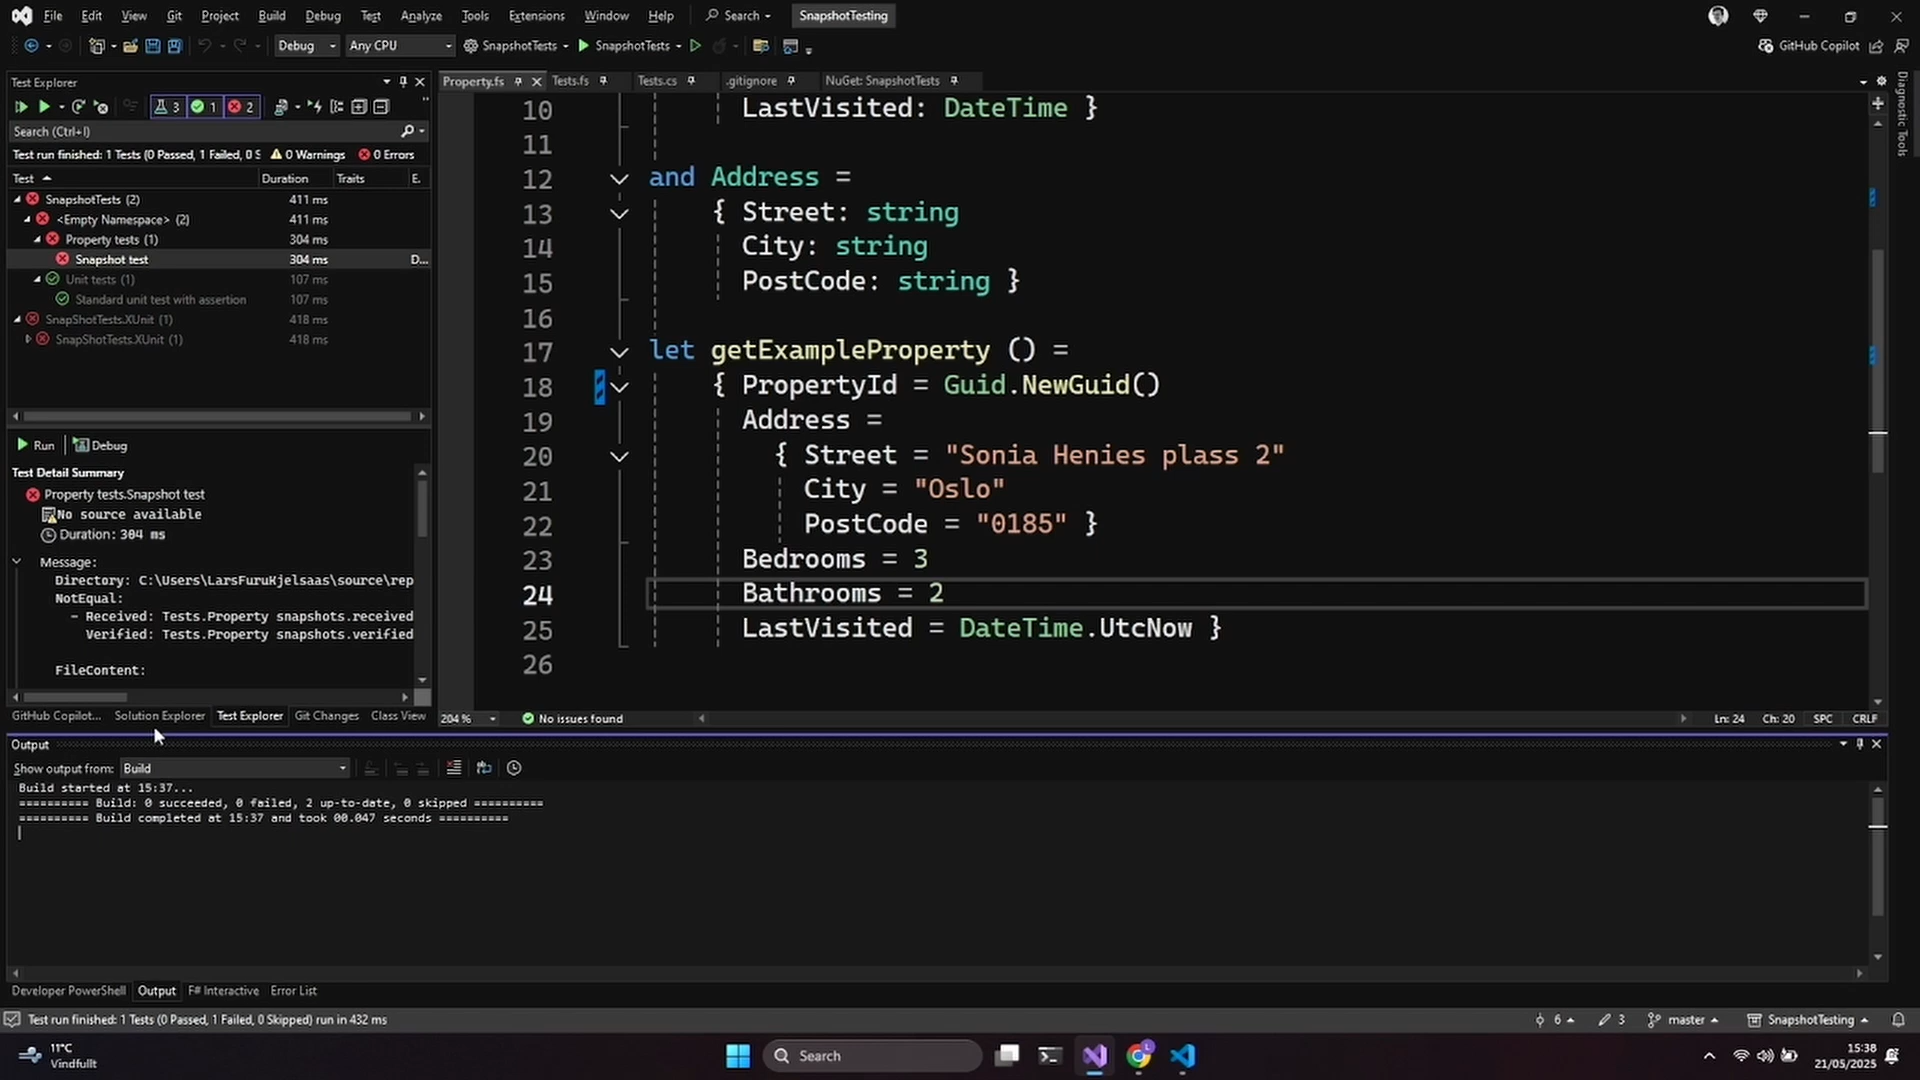 File Edit View Git Project Build Debug Test Analyze Tools Extensions Window Help Search SnapshotTesting
Debug Any CPU SnapshotTests SnapshotTests GitHub Copilot
Test Explorer
3 1 2
Search (Ctrl+I)
Test run finished: 1 Tests (0 Passed, 1 Failed, 0 S 0 Warnings 0 Errors
Test Duration Traits E.
SnapshotTests (2) 411 ms
<Empty Namespace> (2) 411 ms
Property tests (1) 304 ms
Snapshot test 304 ms D...
Unit tests (1) 107 ms
Standard unit test with assertion 107 ms
SnapShotTests.XUnit (1) 418 ms
SnapShotTests.XUnit (1) 418 ms
Run Debug
Test Detail Summary
Property tests.Snapshot test
No source available
Duration: 304 ms
Message:
Directory: C:\Users\LarsFuruKjelsaas\source\rep
NotEqual:
- Received: Tests.Property snapshots.received
Verified: Tests.Property snapshots.verified
FileContent:
GitHub Copilot... Solution Explorer Test Explorer Git Changes Class View
Property.fs Tests.fs Tests.cs .gitignore NuGet: SnapshotTests
10 LastVisited: DateTime }
11
12 and Address =
13 { Street: string
14 City: string
15 PostCode: string }
16
17 let getExampleProperty () =
18 { PropertyId = Guid.NewGuid()
19 Address =
20 { Street = "Sonia Henies plass 2"
21 City = "Oslo"
22 PostCode = "0185" }
23 Bedrooms = 3
24 Bathrooms = 2
25 LastVisited = DateTime.UtcNow }
26
204 % No issues found Ln: 24 Ch: 20 SPC CRLF
Diagnostic Tools
Output
Show output from: Build
Build started at 15:37...
========== Build: 0 succeeded, 0 failed, 2 up-to-date, 0 skipped ==========
========== Build completed at 15:37 and took 00.047 seconds ==========
Developer PowerShell Output F# Interactive Error List
Test run finished: 1 Tests (0 Passed, 1 Failed, 0 Skipped) run in 432 ms 6 3 master SnapshotTesting
11°C
Vindfullt
Search
15:38
21/05/2025